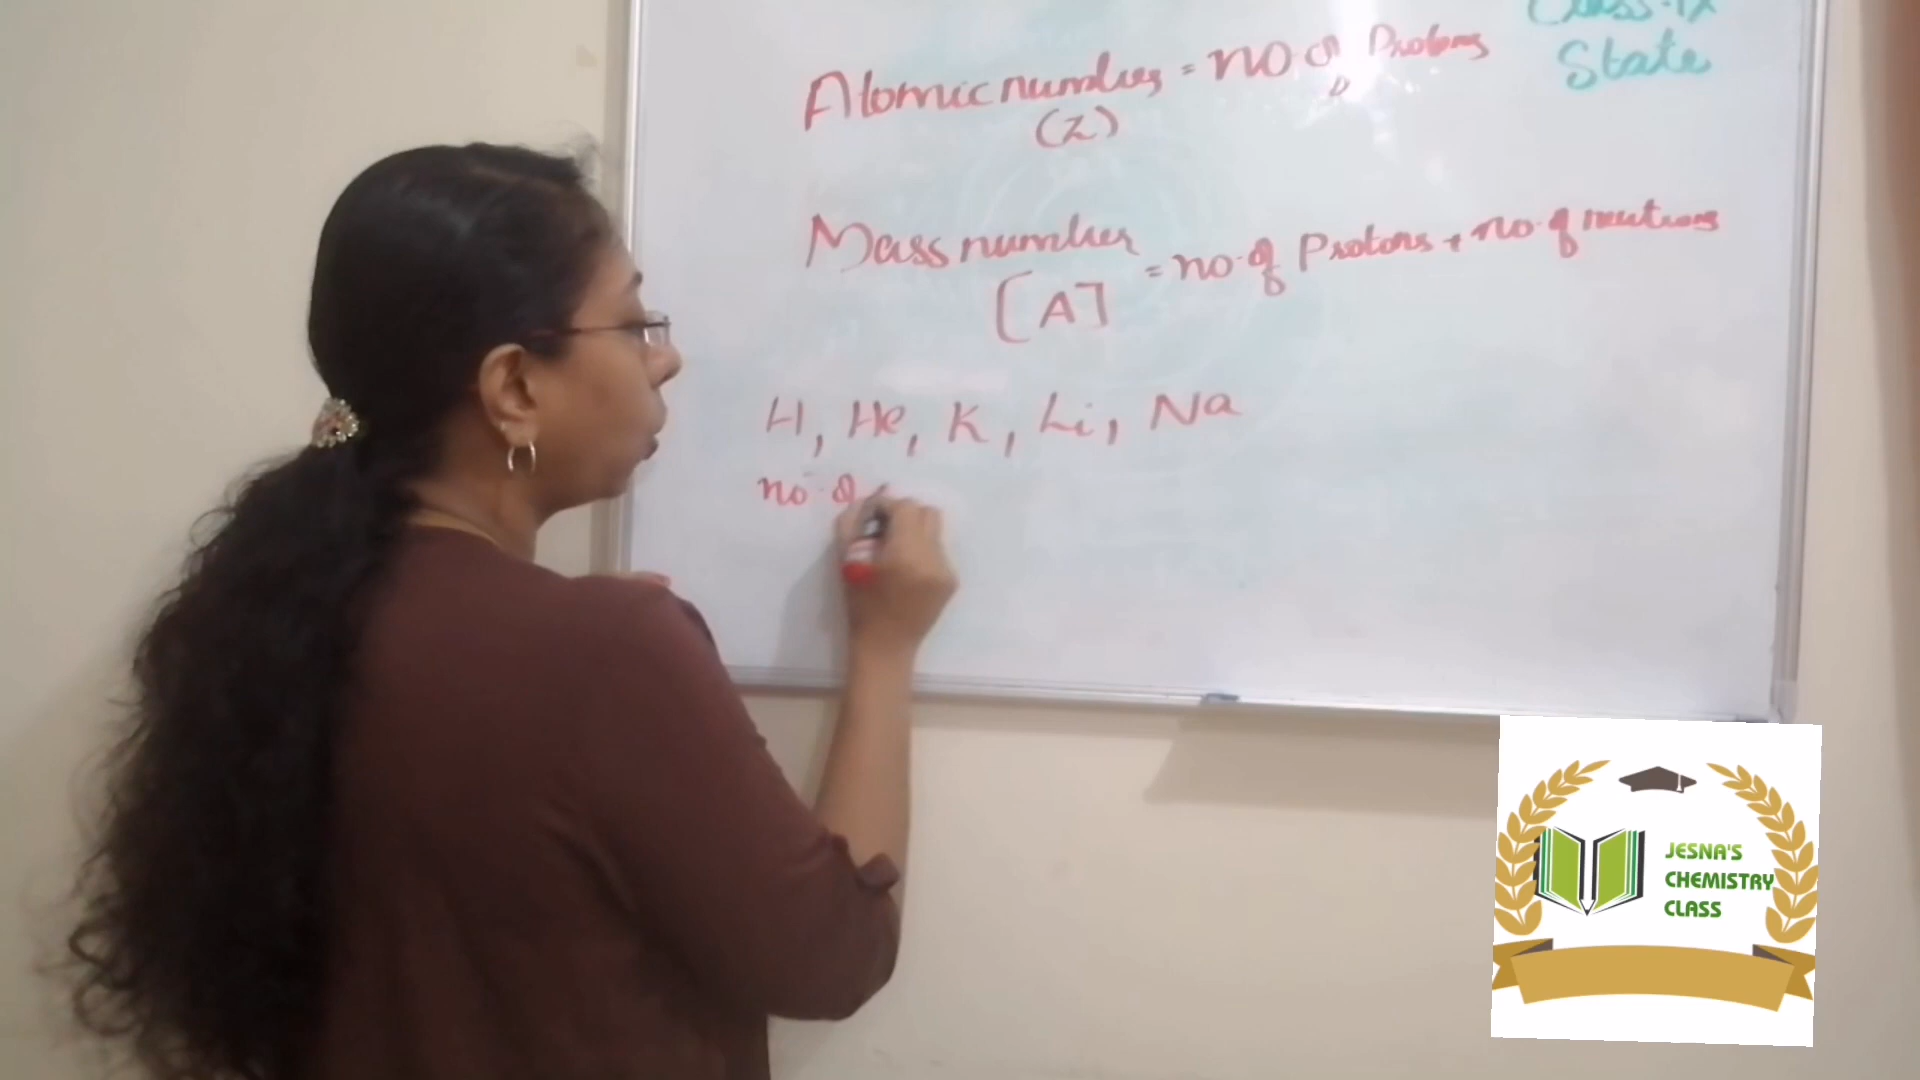 Class-IX
State
Atomic number = no of Protons
(Z)
Mass number = no. of Protons + no. of neutrons
[A]
H, He, K, Li, Na
no. of
JESNA'S
CHEMISTRY
CLASS